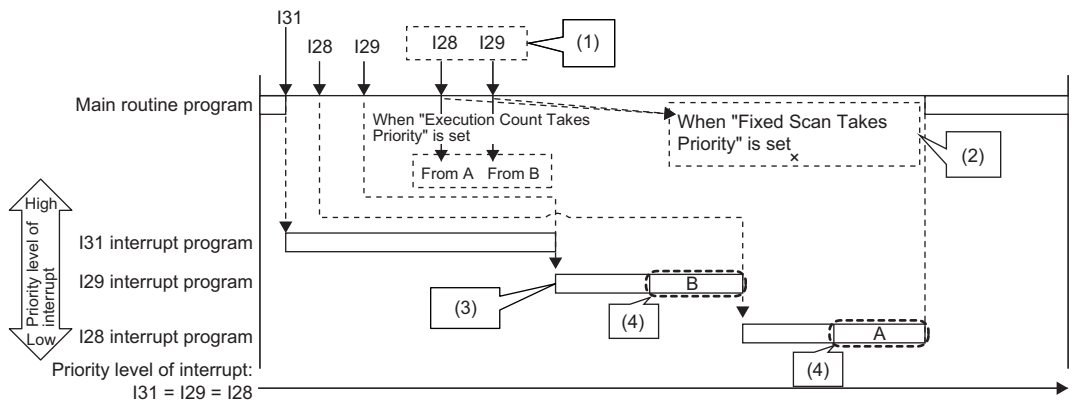 I31
I28 I29 I28 I29 (1)
Main routine program
When "Execution Count Takes
Priority" is set
When "Fixed Scan Takes
Priority" is set
×
(2)
From A From B
High
Priority level of
interrupt
Low
I31 interrupt program
I29 interrupt program
(3)
B
(4)
I28 interrupt program
A
(4)
Priority level of interrupt:
I31 = I29 = I28